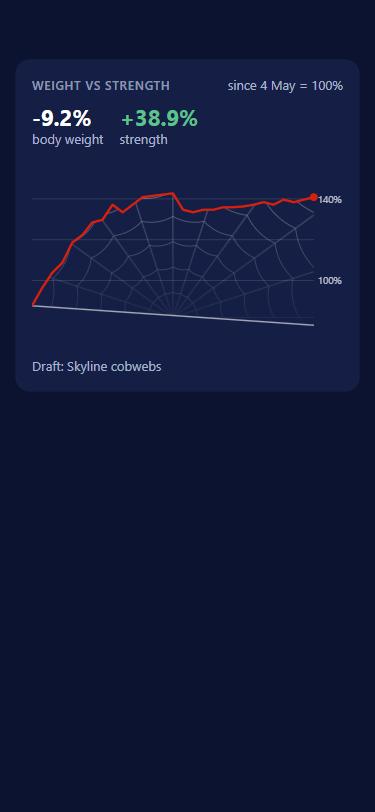 WEIGHT VS STRENGTH since 4 May = 100%
-9.2% +38.9%
body weight strength
140%
100%
Draft: Skyline cobwebs